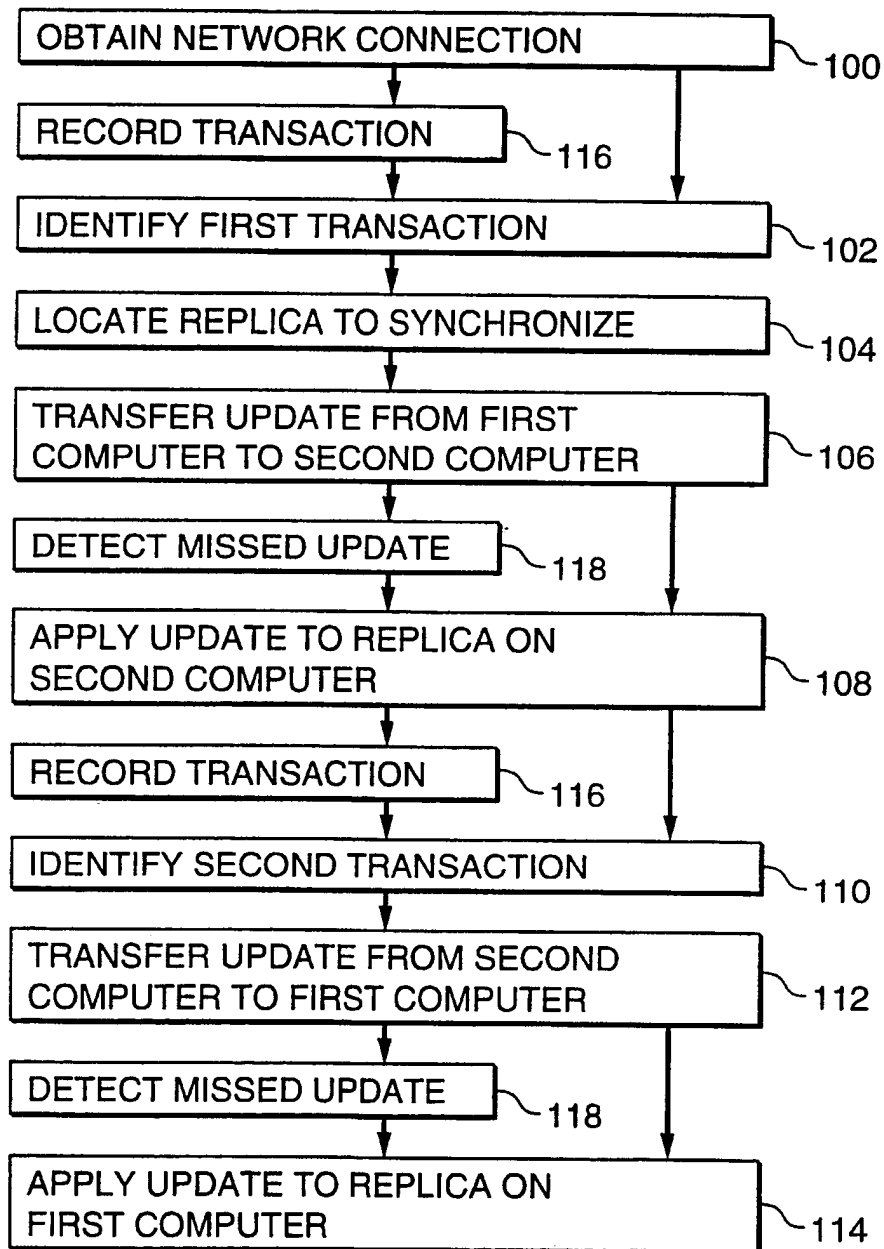 OBTAIN NETWORK CONNECTION
100
RECORD TRANSACTION
116
IDENTIFY FIRST TRANSACTION
102
LOCATE REPLICA TO SYNCHRONIZE
104
TRANSFER UPDATE FROM FIRST
COMPUTER TO SECOND COMPUTER
106
DETECT MISSED UPDATE
118
APPLY UPDATE TO REPLICA ON
SECOND COMPUTER
108
RECORD TRANSACTION
116
IDENTIFY SECOND TRANSACTION
110
TRANSFER UPDATE FROM SECOND
COMPUTER TO FIRST COMPUTER
112
DETECT MISSED UPDATE
118
APPLY UPDATE TO REPLICA ON
FIRST COMPUTER
114